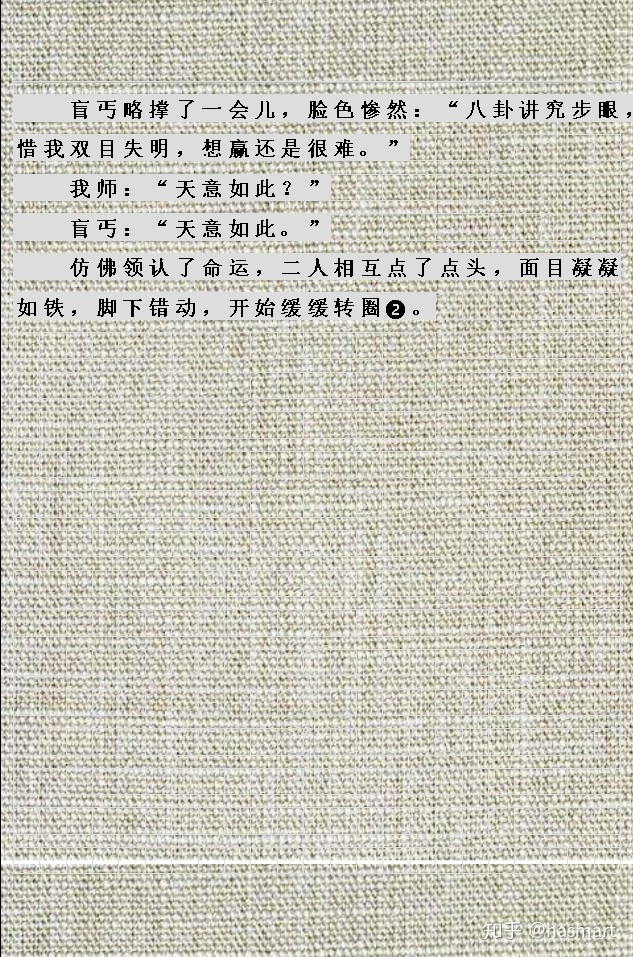 盲丐略撑了一会儿，脸色惨然：“八卦讲究步眼，
惜我双目失明，想赢还是很难。”
我师：“天意如此？”
盲丐：“天意如此。”
仿佛领认了命运，二人相互点了点头，面目凝凝
如铁，脚下错动，开始缓缓转圈❷。
知乎 @hasmart